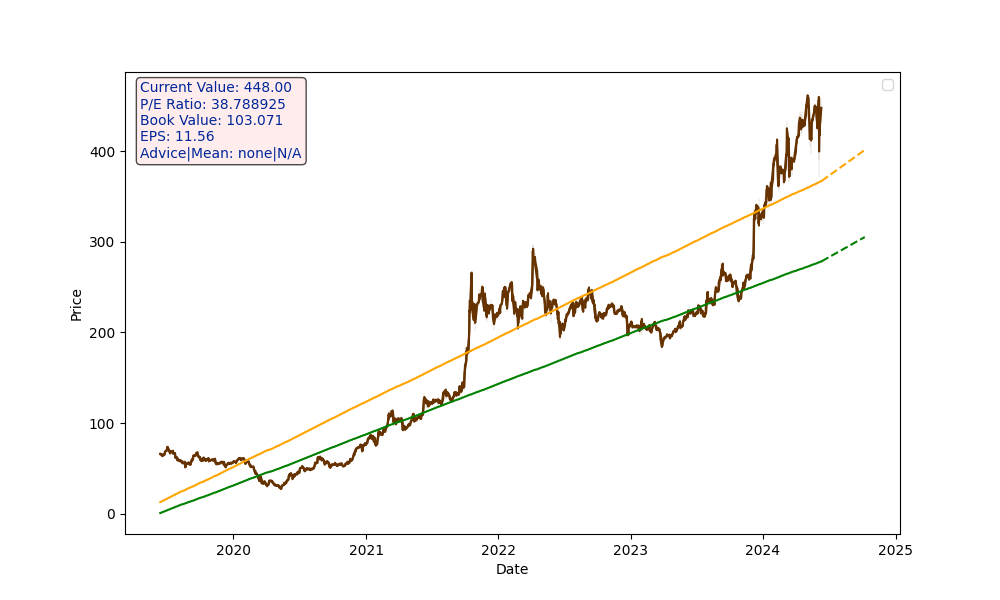 Current Value: 448.00
P/E Ratio: 38.788925
Book Value: 103.071
EPS: 11.56
Advice|Mean: none|N/A
400
300
200
100
0
Price
2020 2021 2022 2023 2024 2025
Date